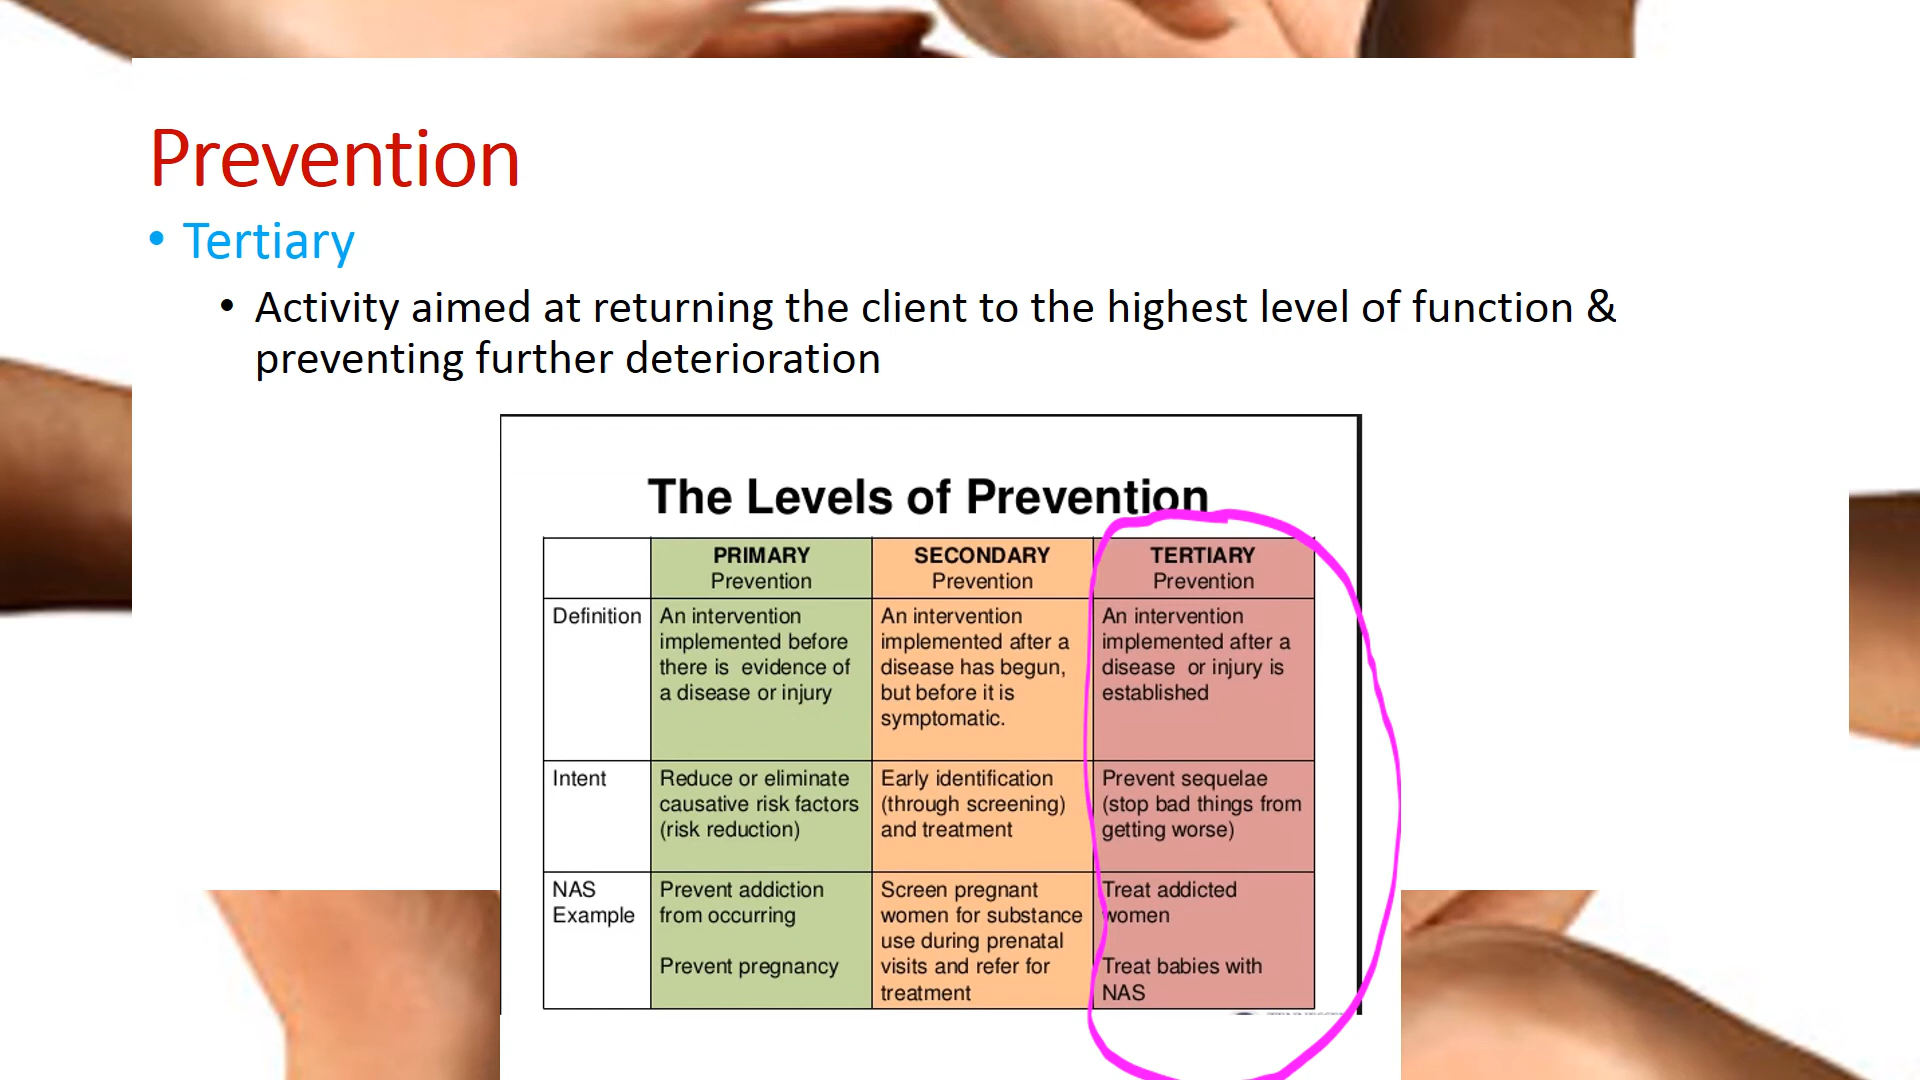 Prevention
• Tertiary
• Activity aimed at returning the client to the highest level of function &
preventing further deterioration
The Levels of Prevention
PRIMARY
Prevention
SECONDARY
Prevention
TERTIARY
Prevention
Definition
An intervention
implemented before
there is evidence of
a disease or injury
An intervention
implemented after a
disease has begun,
but before it is
symptomatic.
An intervention
implemented after a
disease or injury is
established
Intent
Reduce or eliminate
causative risk factors
(risk reduction)
Early identification
(through screening)
and treatment
Prevent sequelae
(stop bad things from
getting worse)
NAS
Example
Prevent addiction
from occurring
Prevent pregnancy
Screen pregnant
women for substance
use during prenatal
visits and refer for
treatment
Treat addicted
women
Treat babies with
NAS